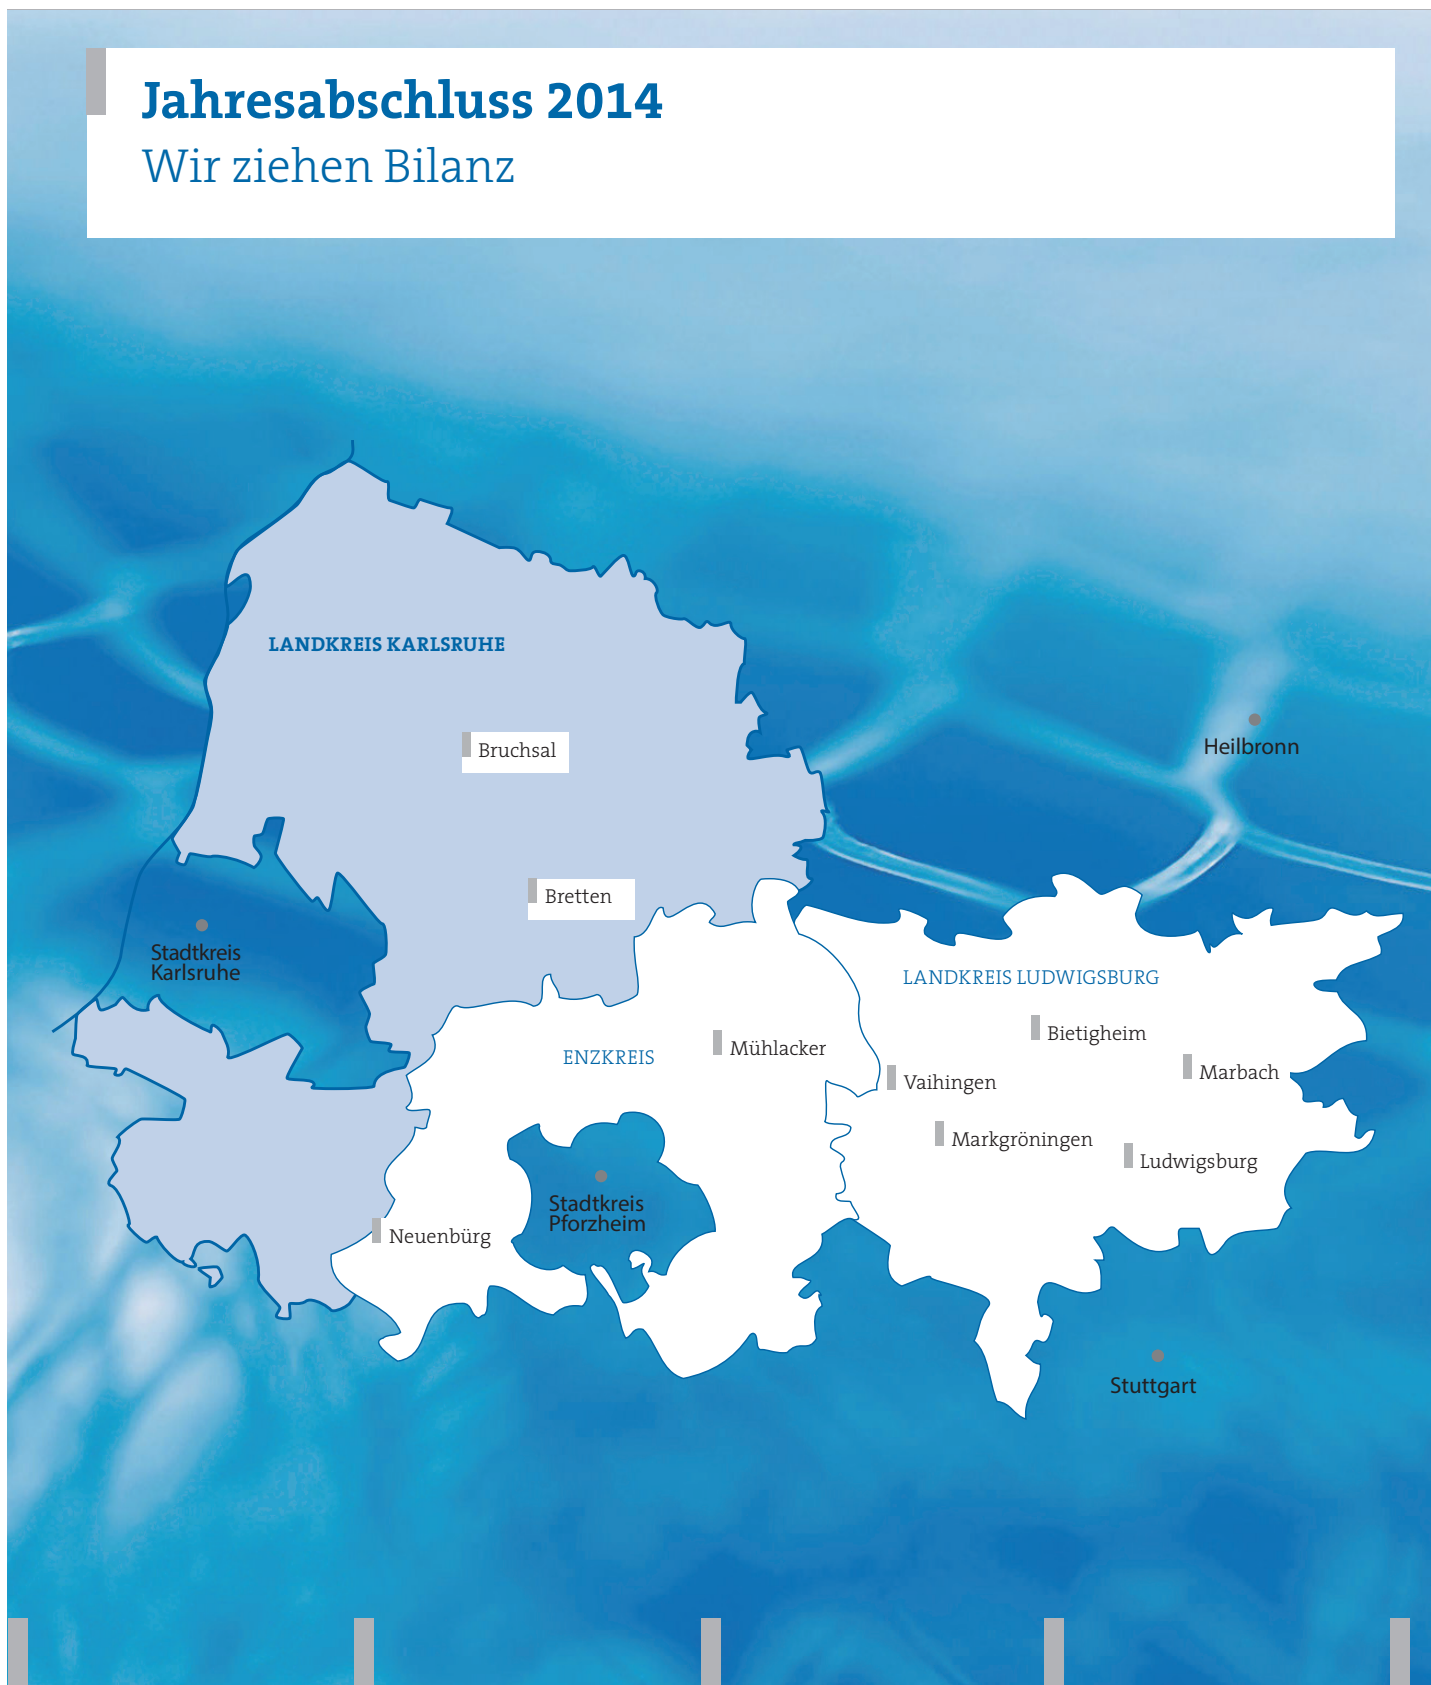 Jahresabschluss 2014
Wir ziehen Bilanz
LANDKREIS KARLSRUHE
Bruchsal
Heilbronn
Bretten
Stadtkreis
Karlsruhe
LANDKREIS LUDWIGSBURG
Bietigheim
ENZKREIS
Mühlacker
Marbach
Vaihingen
Markgröningen
Ludwigsburg
Stadtkreis
Pforzheim
Neuenbürg
Stuttgart